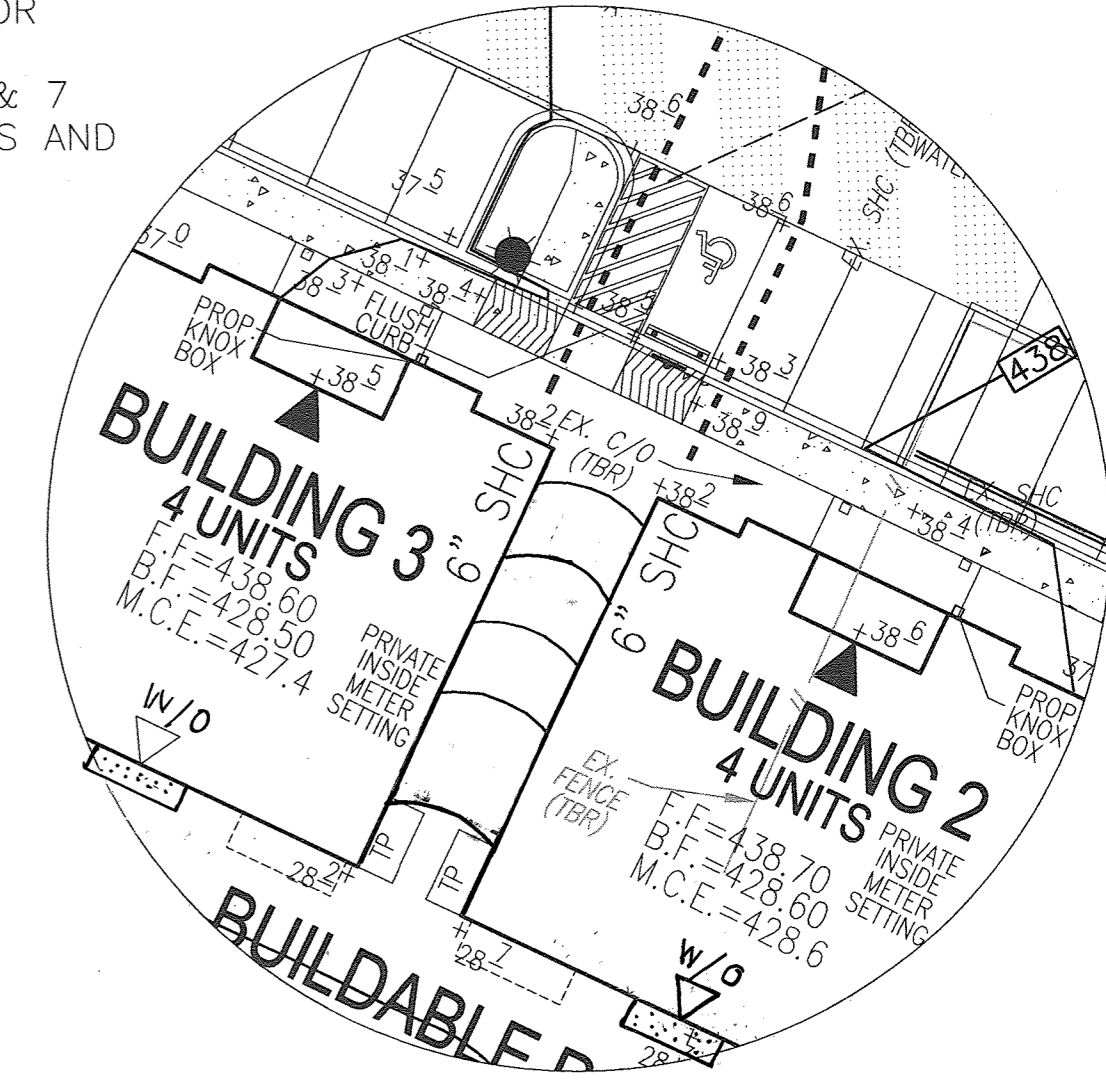 OR
& 7
S AND
38 6
37 5
38 6
EX. SHC (TB
WATE
37 0
38 1+
38 3+
38 4+
FLUSH
CURB
38 5
PROP.
KNOX
BOX
+38 5
+38 3
438
BUILDING 3
4 UNITS
F.F=438.60
B.F.=428.50
M.C.E.=427.4
6" SHC
38 2
EX. C/O
(TBR)
+38 9
+38 2
EX. SHC
(TBR)
+38 4
PRIVATE
INSIDE
METER
SETTING
W/O
6" SHC
+38 6
37
PROP.
KNOX
BOX
BUILDING 2
4 UNITS
F.F=438.70
B.F.=428.60
M.C.E.=428.6
EX.
FENCE
(TBR)
PRIVATE
INSIDE
METER
SETTING
TP
TP
28 2+
28 7
W/O
28
BUILDABLE